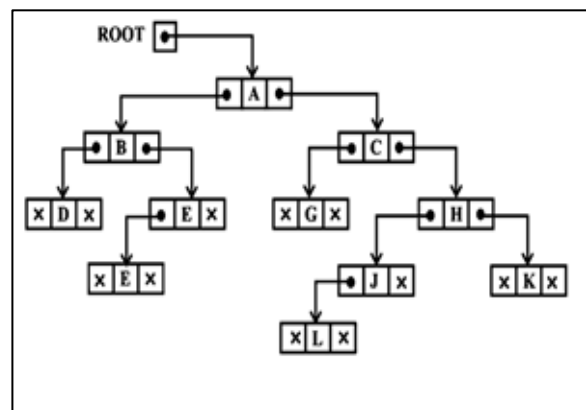 ROOT
A
B C
× D × E × × G × H
× E × J × × K ×
× L ×